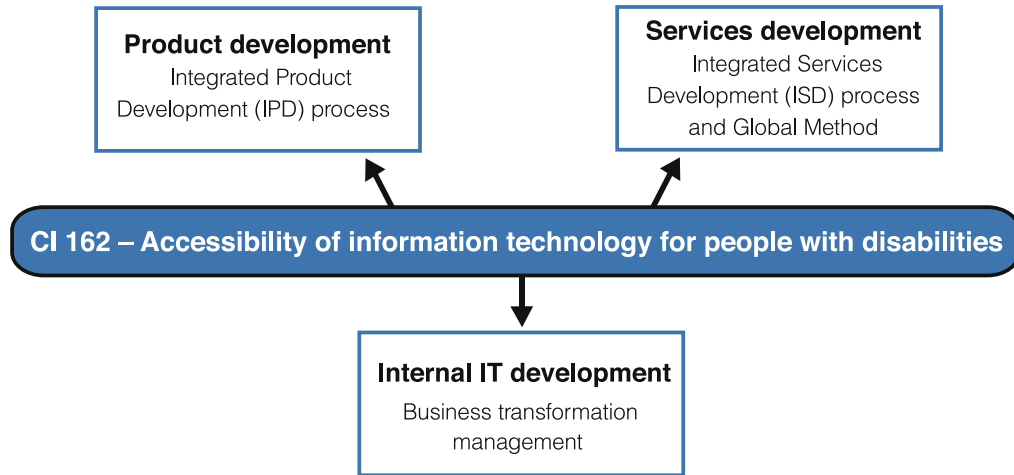 Product development
Integrated Product
Development (IPD) process
Services development
Integrated Services
Development (ISD) process
and Global Method
CI 162 – Accessibility of information technology for people with disabilities
Internal IT development
Business transformation
management